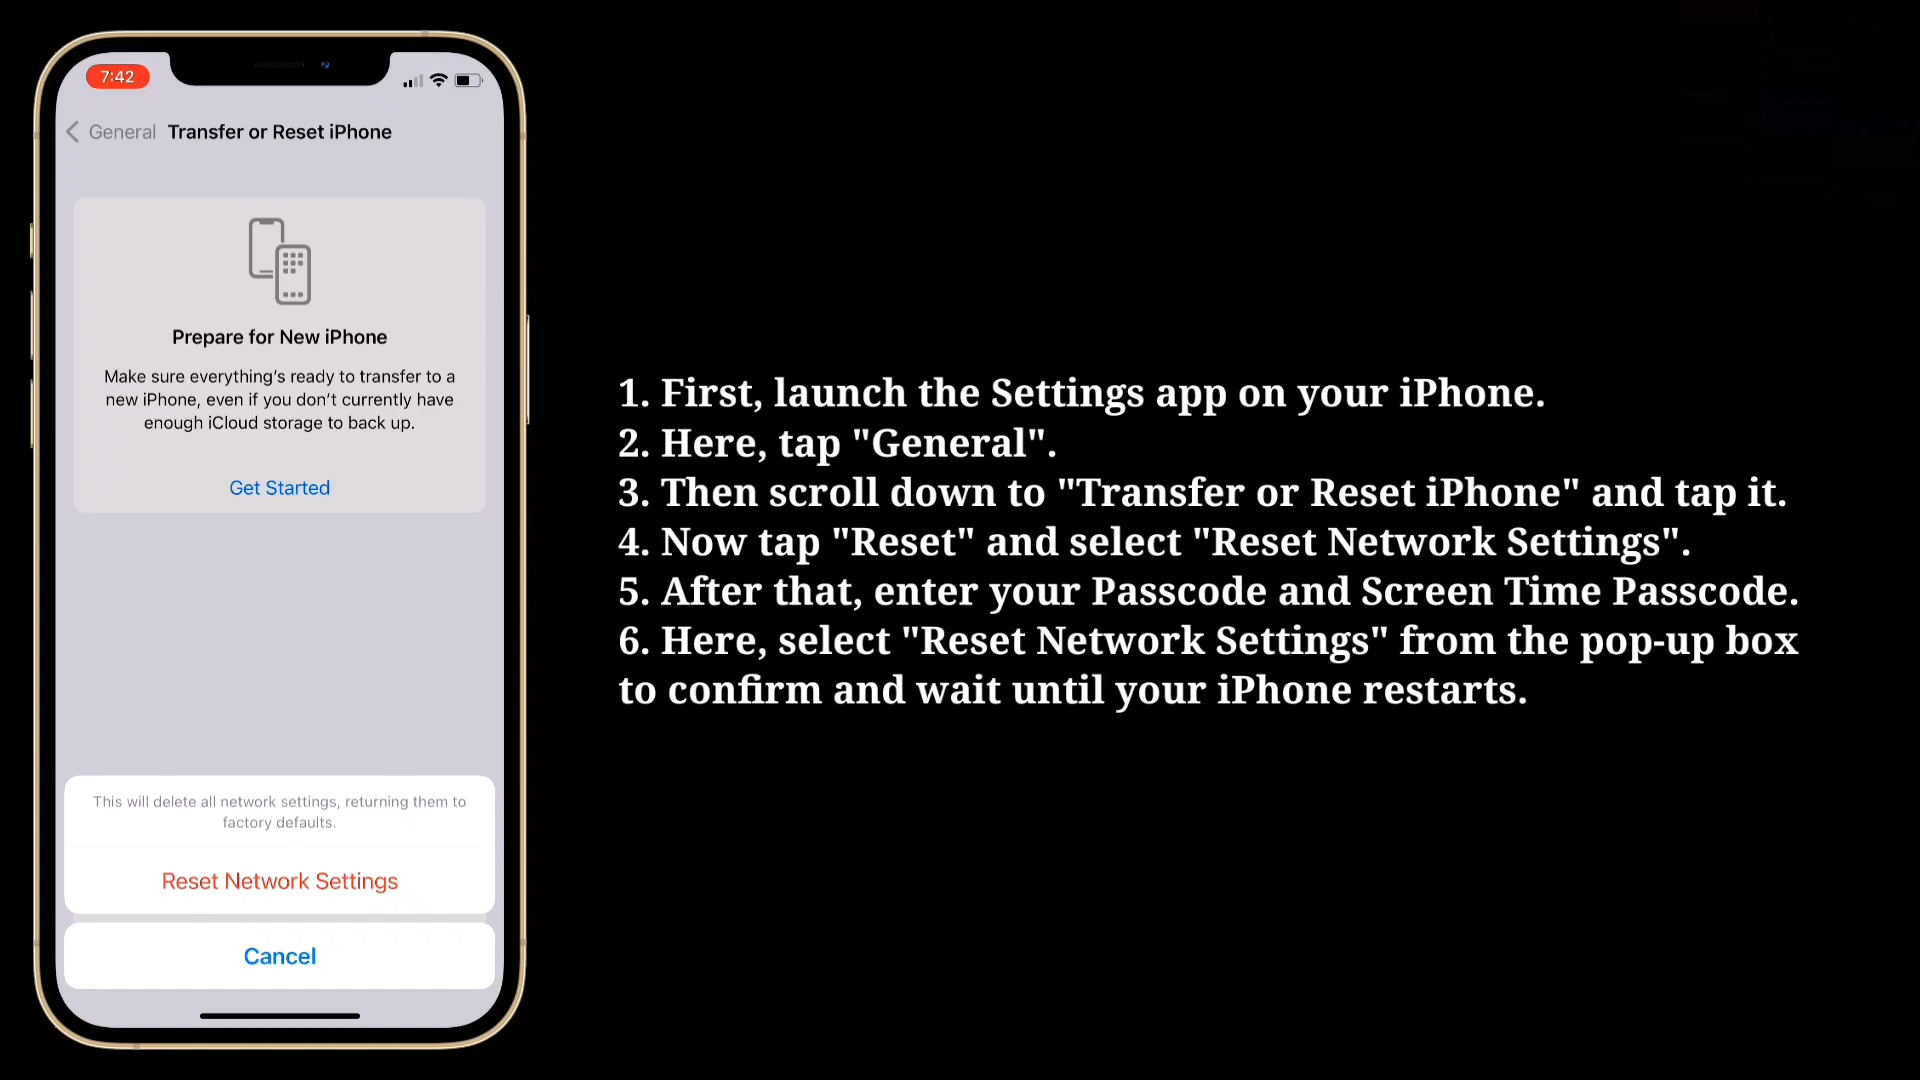 7:42
General Transfer or Reset iPhone
Prepare for New iPhone
Make sure everything's ready to transfer to a
new iPhone, even if you don't currently have
enough iCloud storage to back up.
Get Started
This will delete all network settings, returning them to
factory defaults.
Reset Network Settings
Cancel
1. First, launch the Settings app on your iPhone.
2. Here, tap "General".
3. Then scroll down to "Transfer or Reset iPhone" and tap it.
4. Now tap "Reset" and select "Reset Network Settings".
5. After that, enter your Passcode and Screen Time Passcode.
6. Here, select "Reset Network Settings" from the pop-up box
to confirm and wait until your iPhone restarts.